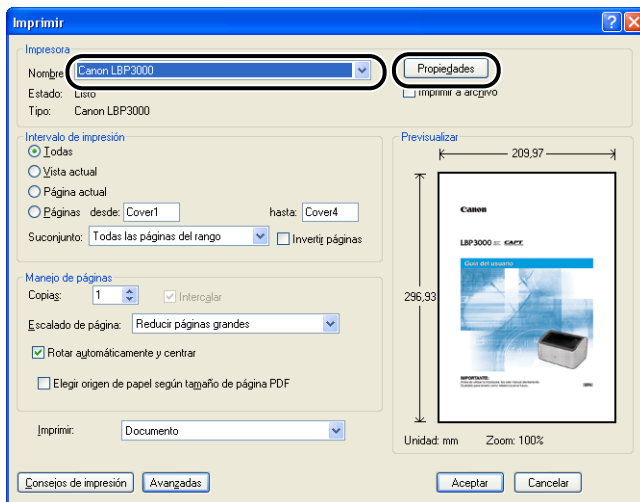 Imprimir
Impresora
Nombre Canon LBP3000 Propiedades
Estado: Listo Imprimir a archivo
Tipo: Canon LBP3000
Intervalo de impresión
Todas
Vista actual
Página actual
Páginas desde: Cover1 hasta: Cover4
Suconjunto: Todas las páginas del rango Invertir páginas
Manejo de páginas
Copias: 1 Intercalar
Escalado de página: Reducir páginas grandes
Rotar automáticamente y centrar
Elegir origen de papel según tamaño de página PDF
Imprimir: Documento
Previsualizar
209,97
296,93
Canon
LBP3000 CAPT
Guía del usuario
IMPORTANTE:
Unidad: mm Zoom: 100%
Consejos de impresión Avanzadas Aceptar Cancelar